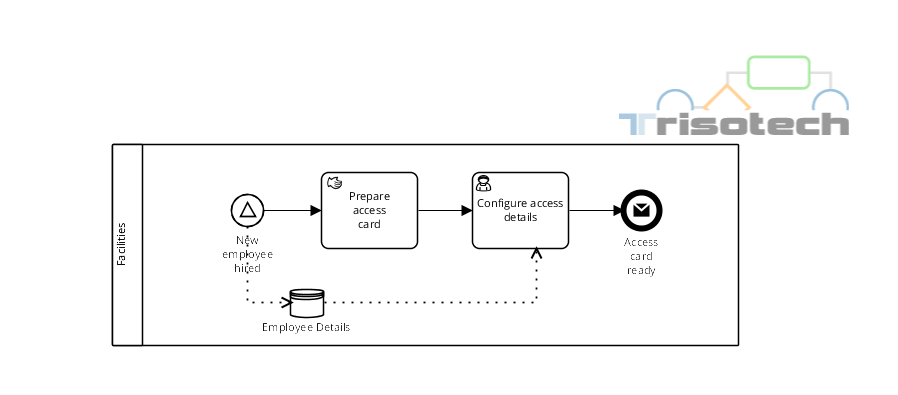 Trisotech
Facilities
New
employee
hired
Prepare
access
card
Configure access
details
Access
card
ready
Employee Details